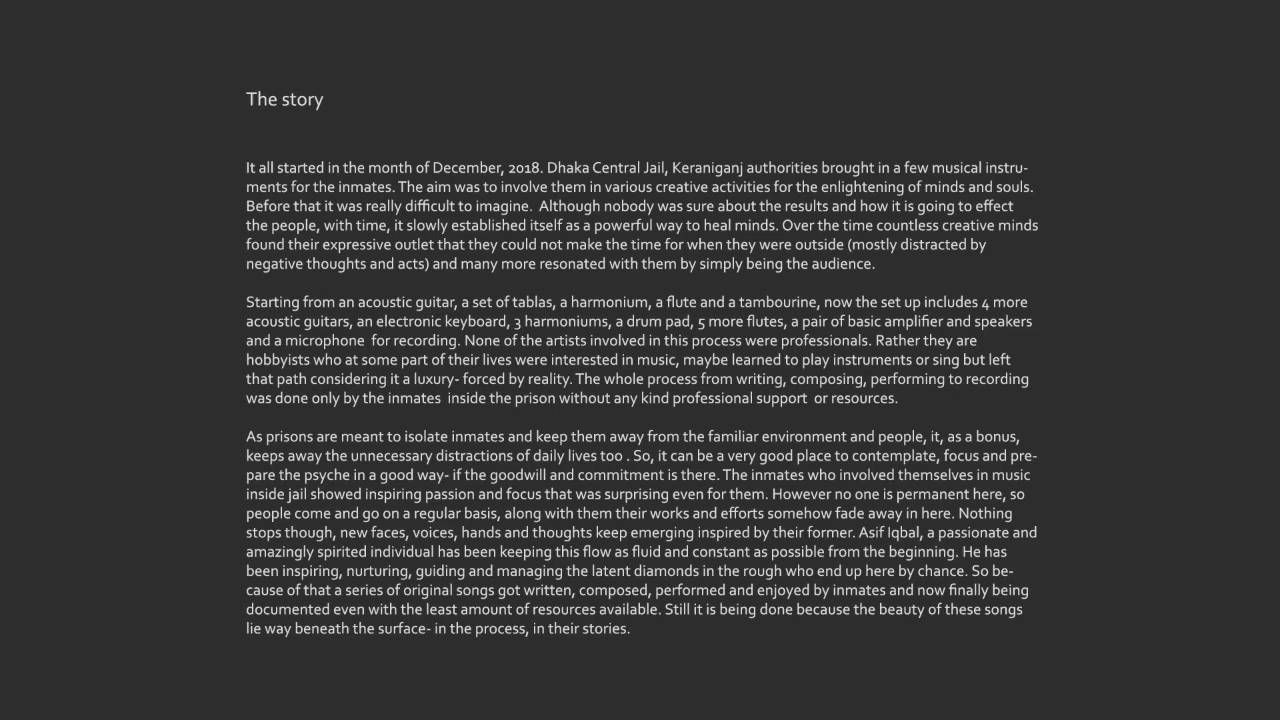 The story
It all started in the month of December, 2018. Dhaka Central Jail, Keraniganj authorities brought in a few musical instru-
ments for the inmates. The aim was to involve them in various creative activities for the enlightening of minds and souls.
Before that it was really difficult to imagine.  Although nobody was sure about the results and how it is going to effect
the people, with time, it slowly established itself as a powerful way to heal minds. Over the time countless creative minds
found their expressive outlet that they could not make the time for when they were outside (mostly distracted by
negative thoughts and acts) and many more resonated with them by simply being the audience.
Starting from an acoustic guitar, a set of tablas, a harmonium, a flute and a tambourine, now the set up includes 4 more
acoustic guitars, an electronic keyboard, 3 harmoniums, a drum pad, 5 more flutes, a pair of basic amplifier and speakers
and a microphone  for recording. None of the artists involved in this process were professionals. Rather they are
hobbyists who at some part of their lives were interested in music, maybe learned to play instruments or sing but left
that path considering it a luxury- forced by reality. The whole process from writing, composing, performing to recording
was done only by the inmates  inside the prison without any kind professional support  or resources.
As prisons are meant to isolate inmates and keep them away from the familiar environment and people, it, as a bonus,
keeps away the unnecessary distractions of daily lives too . So, it can be a very good place to contemplate, focus and pre-
pare the psyche in a good way- if the goodwill and commitment is there. The inmates who involved themselves in music
inside jail showed inspiring passion and focus that was surprising even for them. However no one is permanent here, so
people come and go on a regular basis, along with them their works and efforts somehow fade away in here. Nothing
stops though, new faces, voices, hands and thoughts keep emerging inspired by their former. Asif Iqbal, a passionate and
amazingly spirited individual has been keeping this flow as fluid and constant as possible from the beginning. He has
been inspiring, nurturing, guiding and managing the latent diamonds in the rough who end up here by chance. So be-
cause of that a series of original songs got written, composed, performed and enjoyed by inmates and now finally being
documented even with the least amount of resources available. Still it is being done because the beauty of these songs
lie way beneath the surface- in the process, in their stories.